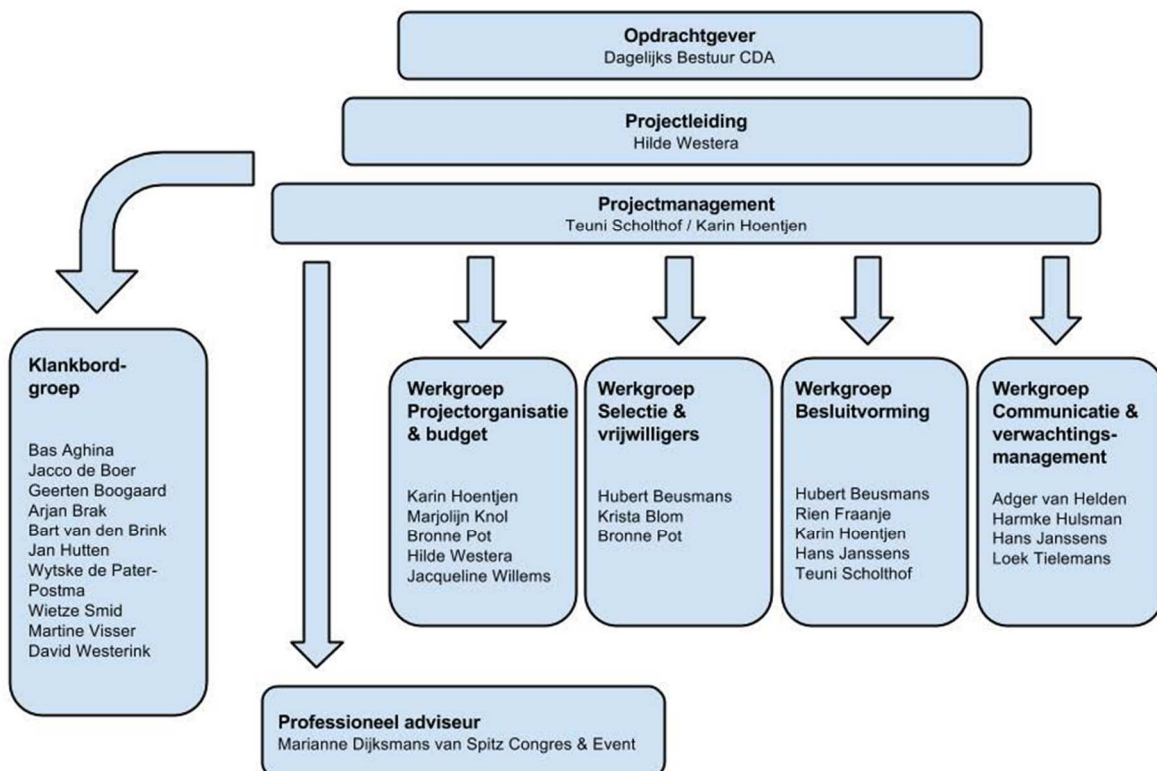 Opdrachtgever
Dagelijks Bestuur CDA
Projectleiding
Hilde Westera
Projectmanagement
Teuni Scholthof / Karin Hoentjen
Klankbord-
groep
Bas Aghina
Jacco de Boer
Geerten Boogaard
Arjan Brak
Bart van den Brink
Jan Hutten
Wytske de Pater-
Postma
Wietze Smid
Martine Visser
David Westerink
Werkgroep
Projectorganisatie
& budget
Karin Hoentjen
Marjolijn Knol
Bronne Pot
Hilde Westera
Jacqueline Willems
Werkgroep
Selectie &
vrijwilligers
Hubert Beusmans
Krista Blom
Bronne Pot
Werkgroep
Besluitvorming
Hubert Beusmans
Rien Fraanje
Karin Hoentjen
Hans Janssens
Teuni Scholthof
Werkgroep
Communicatie &
verwachtings-
management
Adger van Helden
Harmke Hulsman
Hans Janssens
Loek Tielemans
Professioneel adviseur
Marianne Dijksmans van Spitz Congres & Event